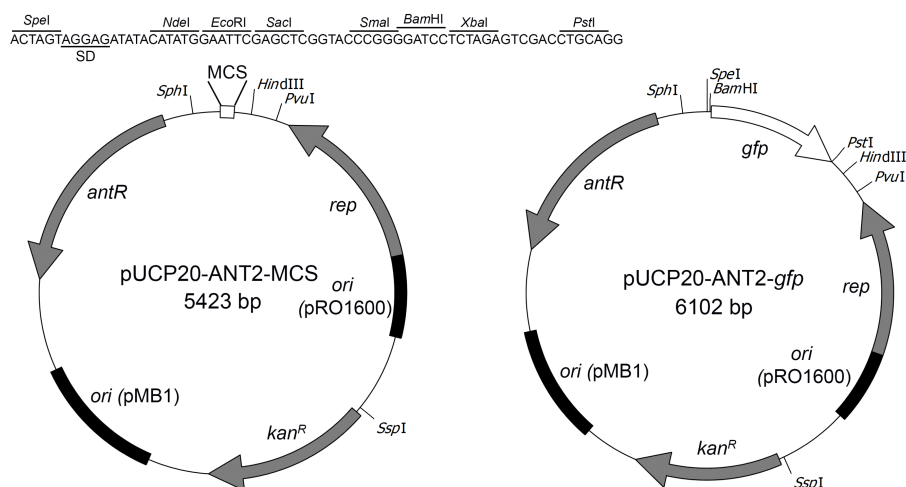 SpeI NdeI EcoRI SacI SmaI BamHI XbaI PstI
ACTAGTAGGAGATATACATATGGAATTCGAGCTCGGTACCCGGGGATCCTCTAGAGTCGACCTGCAGG
SD
MCS
SphI
HindIII
PvuI
antR
rep
pUCP20-ANT2-MCS
5423 bp
ori
(pRO1600)
ori (pMB1)
kanR
SspI
SphI
SpeI
BamHI
gfp
PstI
HindIII
PvuI
antR
pUCP20-ANT2-gfp
6102 bp
rep
ori
(pRO1600)
ori (pMB1)
kanR
SspI